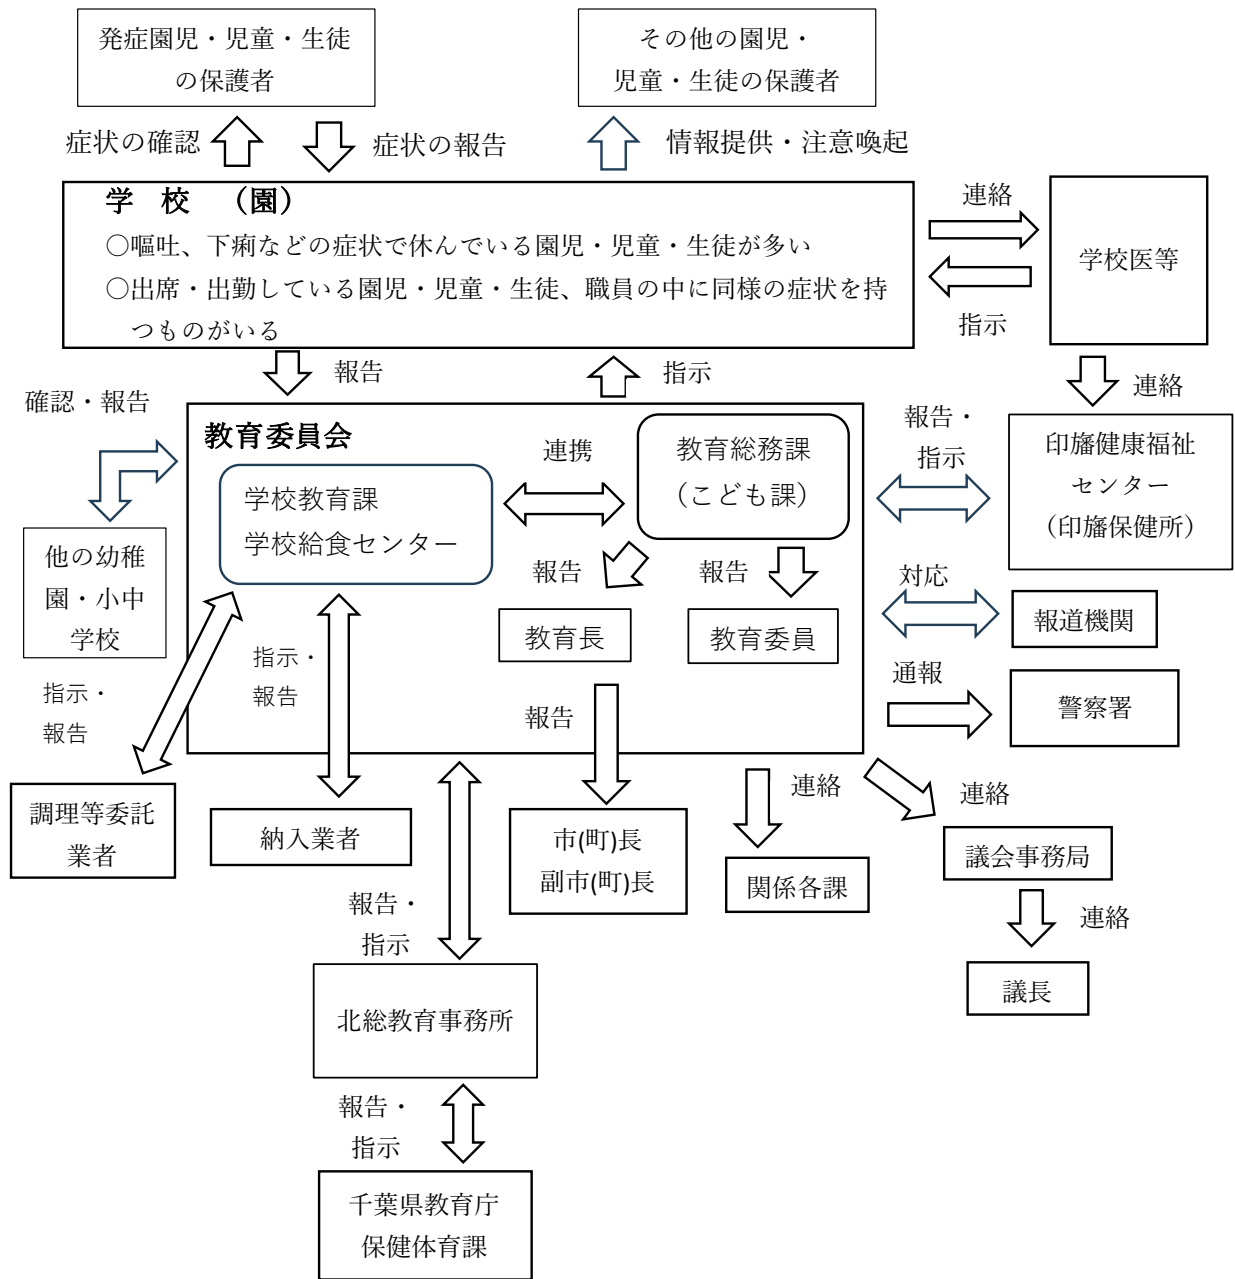 発症園児・児童・生徒
の保護者
その他の園児・
児童・生徒の保護者
症状の確認
症状の報告
情報提供・注意喚起
学　校　（園）
○嘔吐、下痢などの症状で休んでいる園児・児童・生徒が多い
○出席・出勤している園児・児童・生徒、職員の中に同様の症状を持
つものがいる
連絡
指示
学校医等
報告
指示
連絡
確認・報告
教育委員会
学校教育課
学校給食センター
連携
教育総務課
（こども課）
報告・
指示
印旛健康福祉
センター
（印旛保健所）
他の幼稚
園・小中
学校
報告
報告
教育長
教育委員
対応
報道機関
指示・
報告
指示・
報告
報告
通報
警察署
調理等委託
業者
納入業者
市(町)長
副市(町)長
連絡
関係各課
連絡
議会事務局
連絡
議長
報告・
指示
北総教育事務所
報告・
指示
千葉県教育庁
保健体育課